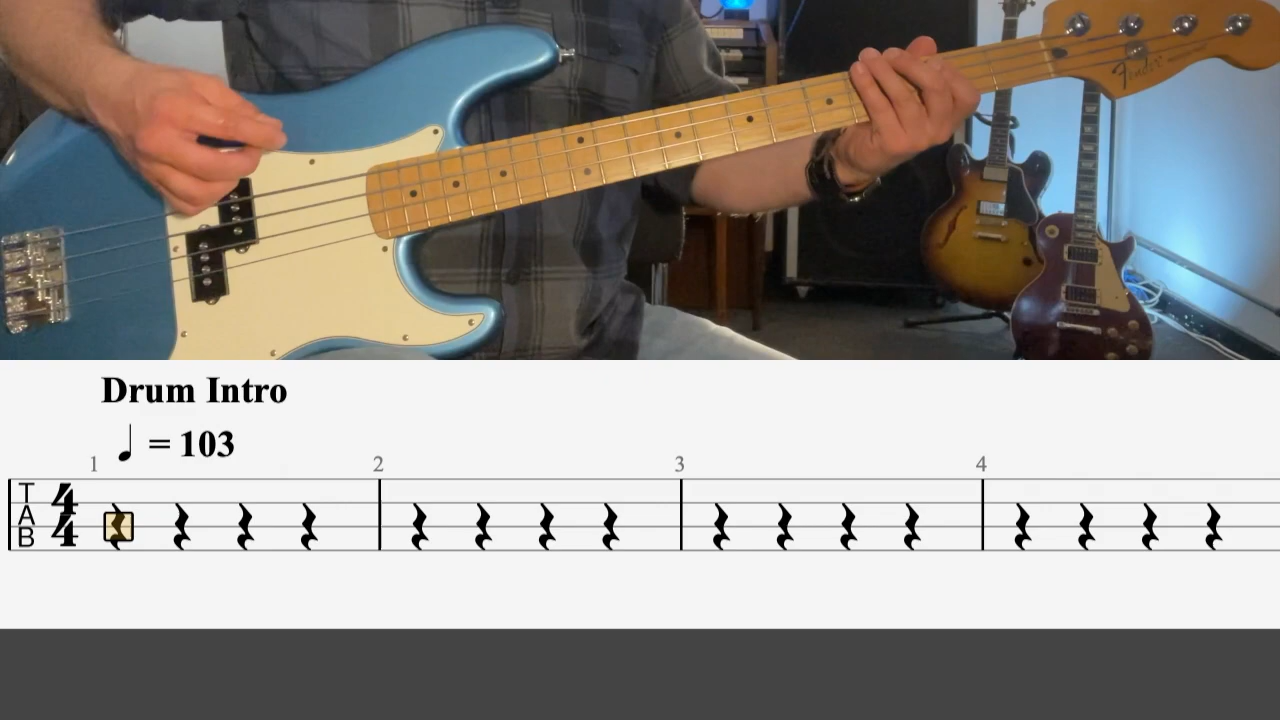 Fender
Drum Intro
♩ = 103
1 2 3 4
T
A
B
4
4